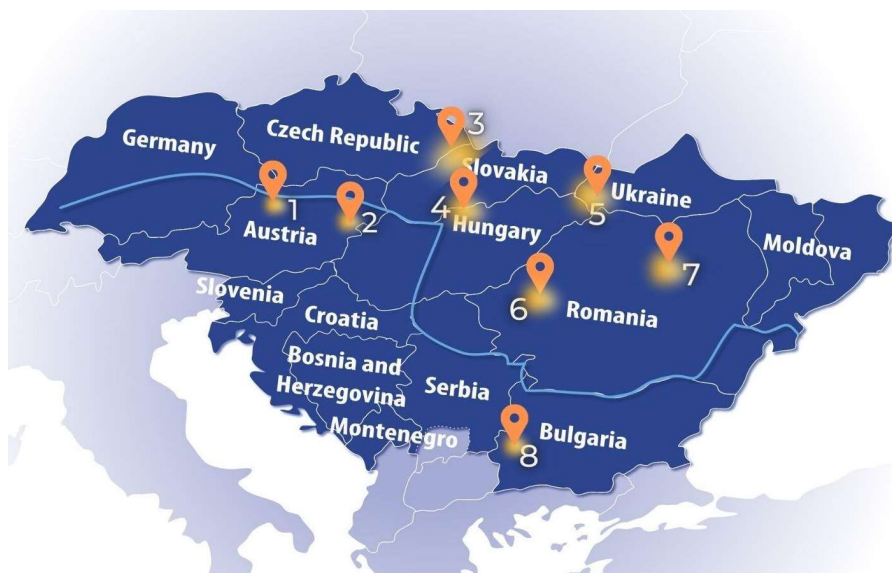 3
Germany
Czech Republic
Slovakia
Ukraine
1
2
4
5
Austria
Hungary
Moldova
7
Slovenia
6
Croatia
Romania
Bosnia and
Herzegovina
Serbia
Montenegro
Bulgaria
8